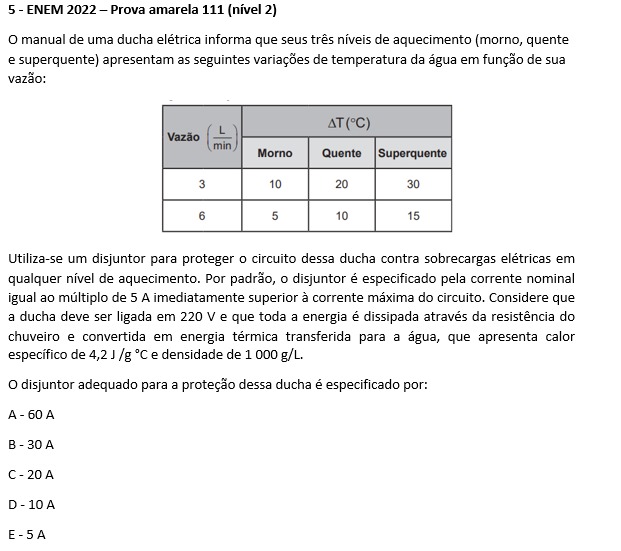 5 - ENEM 2022 – Prova amarela 111 (nível 2)
O manual de uma ducha elétrica informa que seus três níveis de aquecimento (morno, quente
e superquente) apresentam as seguintes variações de temperatura da água em função de sua
vazão:
Vazão (L/min) ΔT(°C)
Morno Quente Superquente
3 10 20 30
6 5 10 15
Utiliza-se um disjuntor para proteger o circuito dessa ducha contra sobrecargas elétricas em
qualquer nível de aquecimento. Por padrão, o disjuntor é especificado pela corrente nominal
igual ao múltiplo de 5 A imediatamente superior à corrente máxima do circuito. Considere que
a ducha deve ser ligada em 220 V e que toda a energia é dissipada através da resistência do
chuveiro e convertida em energia térmica transferida para a água, que apresenta calor
específico de 4,2 J /g °C e densidade de 1 000 g/L.
O disjuntor adequado para a proteção dessa ducha é especificado por:
A - 60 A
B - 30 A
C - 20 A
D - 10 A
E - 5 A